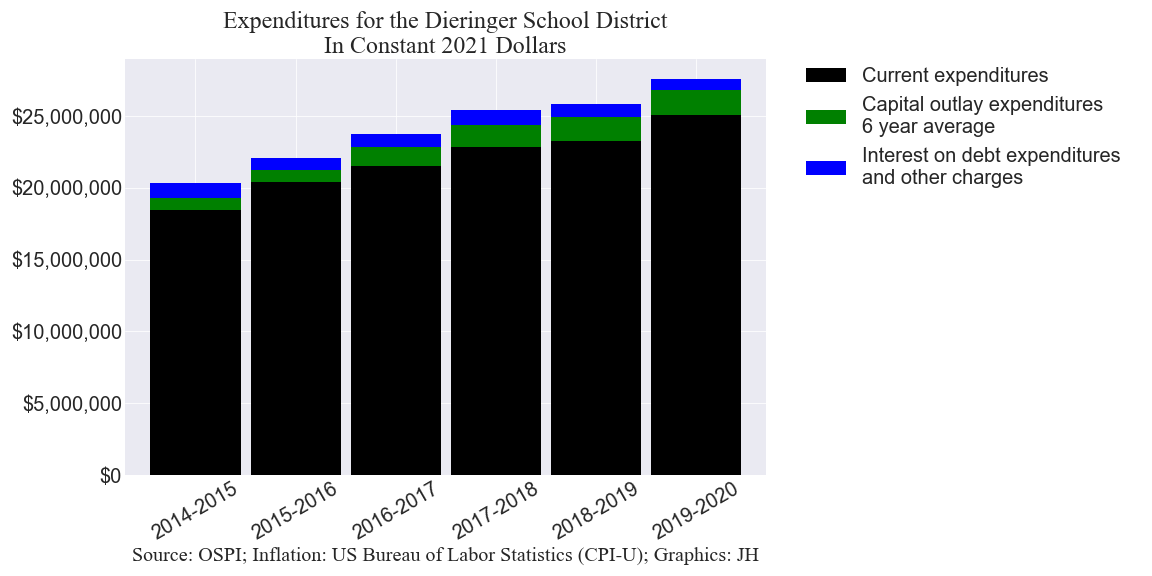 Expenditures for the Dieringer School District
In Constant 2021 Dollars
$25,000,000
$20,000,000
$15,000,000
$10,000,000
$5,000,000
$0
2014-2015
2015-2016
2016-2017
2017-2018
2018-2019
2019-2020
Source: OSPI; Inflation: US Bureau of Labor Statistics (CPI-U); Graphics: JH
Current expenditures
Capital outlay expenditures
6 year average
Interest on debt expenditures
and other charges